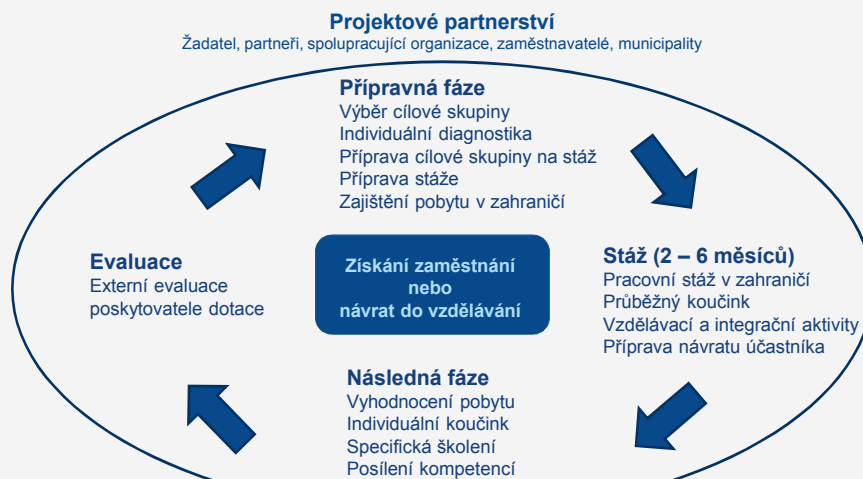 Projektové partnerství
Žadatel, partneři, spolupracující organizace, zaměstnavatelé, municipality
Přípravná fáze
Výběr cílové skupiny
Individuální diagnostika
Příprava cílové skupiny na stáž
Příprava stáže
Zajištění pobytu v zahraničí
Stáž (2 – 6 měsíců)
Pracovní stáž v zahraničí
Průběžný koučink
Vzdělávací a integrační aktivity
Příprava návratu účastníka
Následná fáze
Vyhodnocení pobytu
Individuální koučink
Specifická školení
Posílení kompetencí
Evaluace
Externí evaluace
poskytovatele dotace
Získání zaměstnání
nebo
návrat do vzdělávání